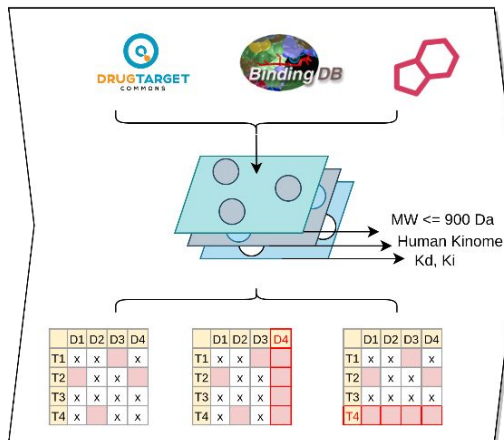 DRUGTARGET
COMMONS
BindingDB
MW <= 900 Da
Human Kinome
Kd, Ki
D1 D2 D3 D4
T1 x x x
T2 x x
T3 x x x x
T4 x x x
D1 D2 D3 D4
T1 x x x
T2 x x
T3 x x x
T4 x x
D1 D2 D3 D4
T1 x x x
T2 x x
T3 x x x x
T4